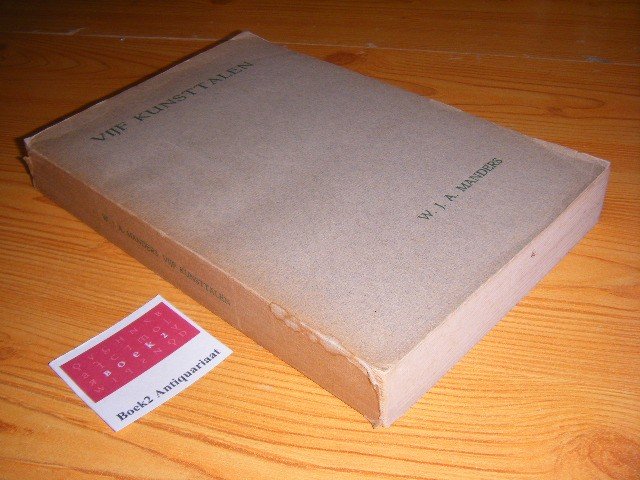 VIJF KUNSTTALEN
W. J. A. MANDERS
W. J. A. MANDERS VIJF KUNSTTALEN
BOEK2
Boek2 Antiquariaat